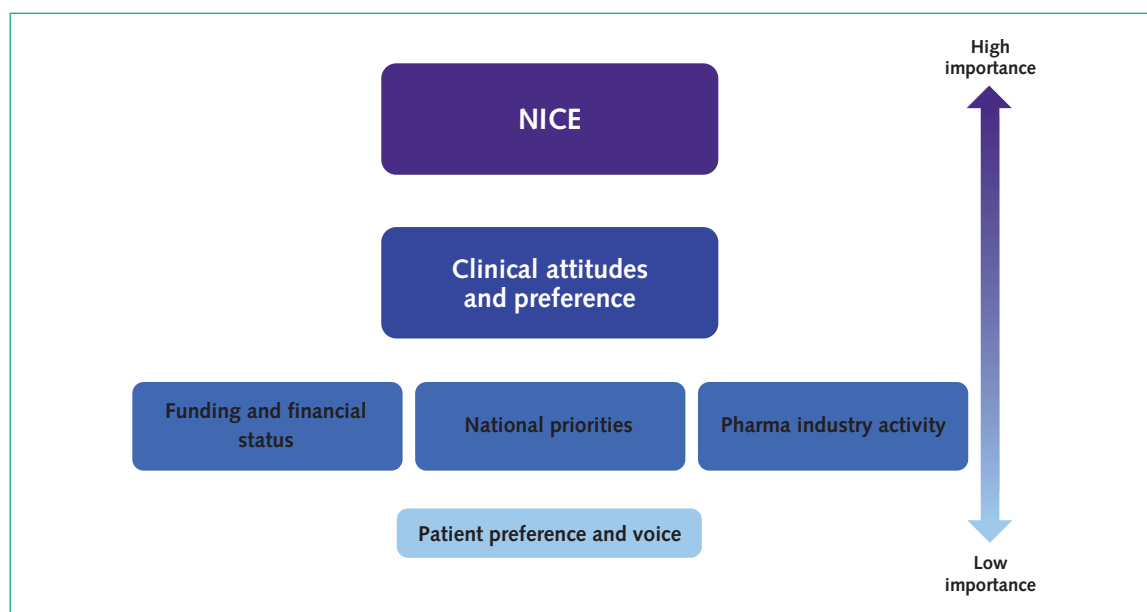 High
importance
NICE
Clinical attitudes
and preference
Funding and financial
status
National priorities
Pharma industry activity
Patient preference and voice
Low
importance